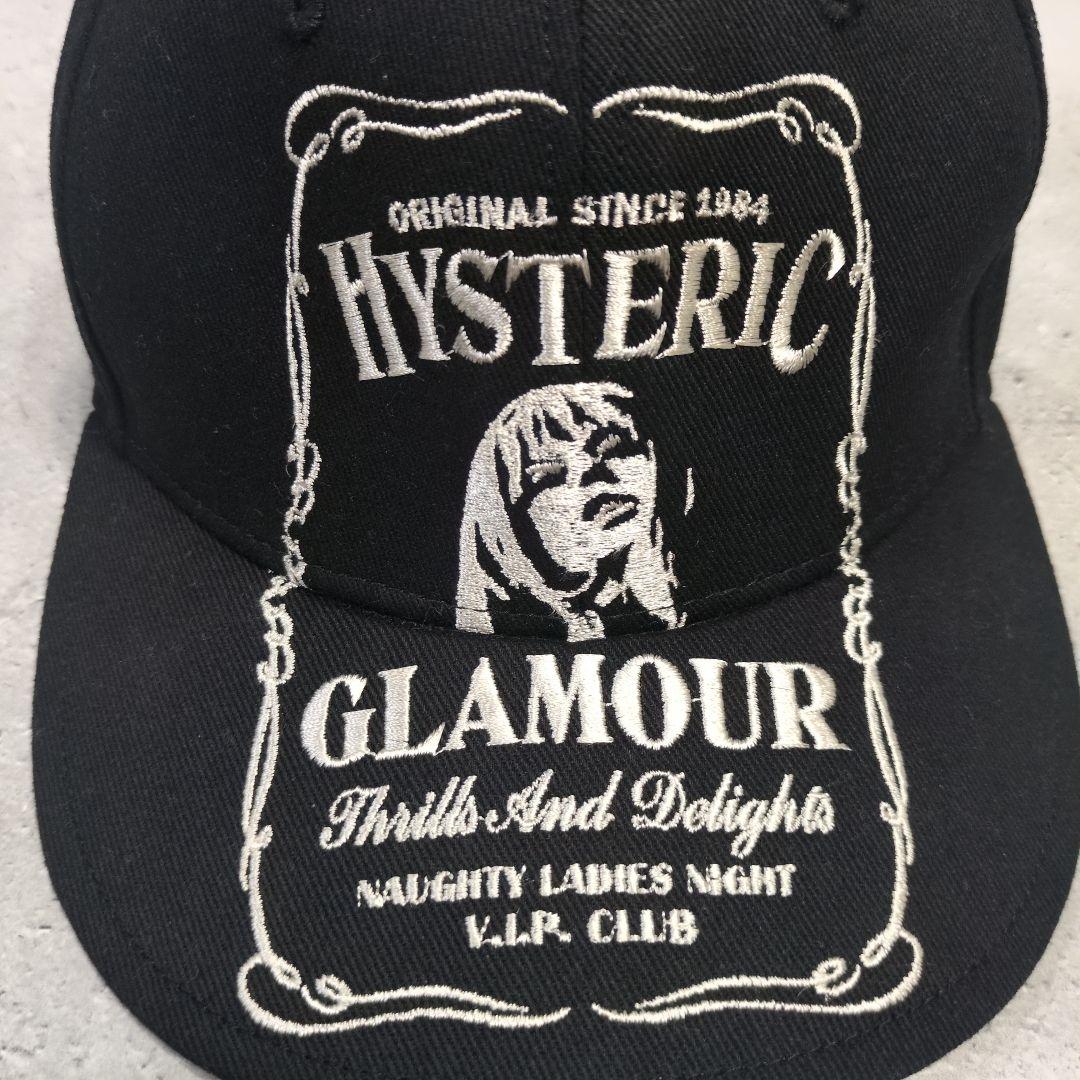 ORIGINAL SINCE 1984
HYSTERIC
GLAMOUR
Thrills And Delights
NAUGHTY LADIES NIGHT
V.I.P. CLUB